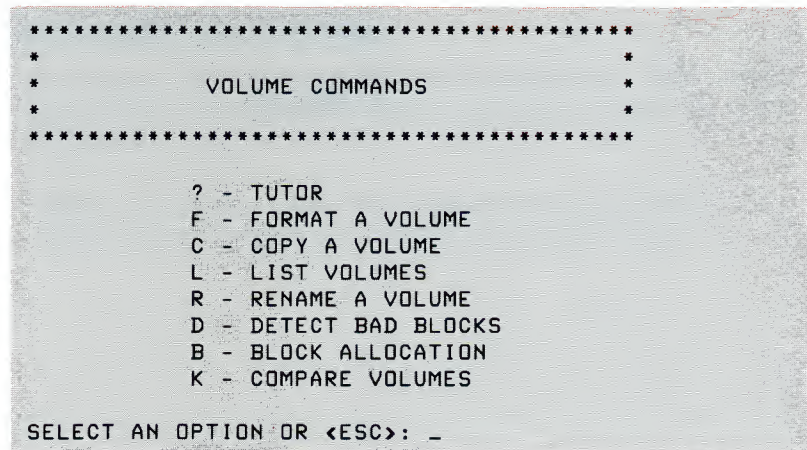 * * * * * * * * * * * * * * * * * * * * * * * * * * * * * * * * *
* *
* VOLUME COMMANDS *
* *
* * * * * * * * * * * * * * * * * * * * * * * * * * * * * * * * *
? - TUTOR
F - FORMAT A VOLUME
C - COPY A VOLUME
L - LIST VOLUMES
R - RENAME A VOLUME
D - DETECT BAD BLOCKS
B - BLOCK ALLOCATION
K - COMPARE VOLUMES
SELECT AN OPTION OR <ESC>: _